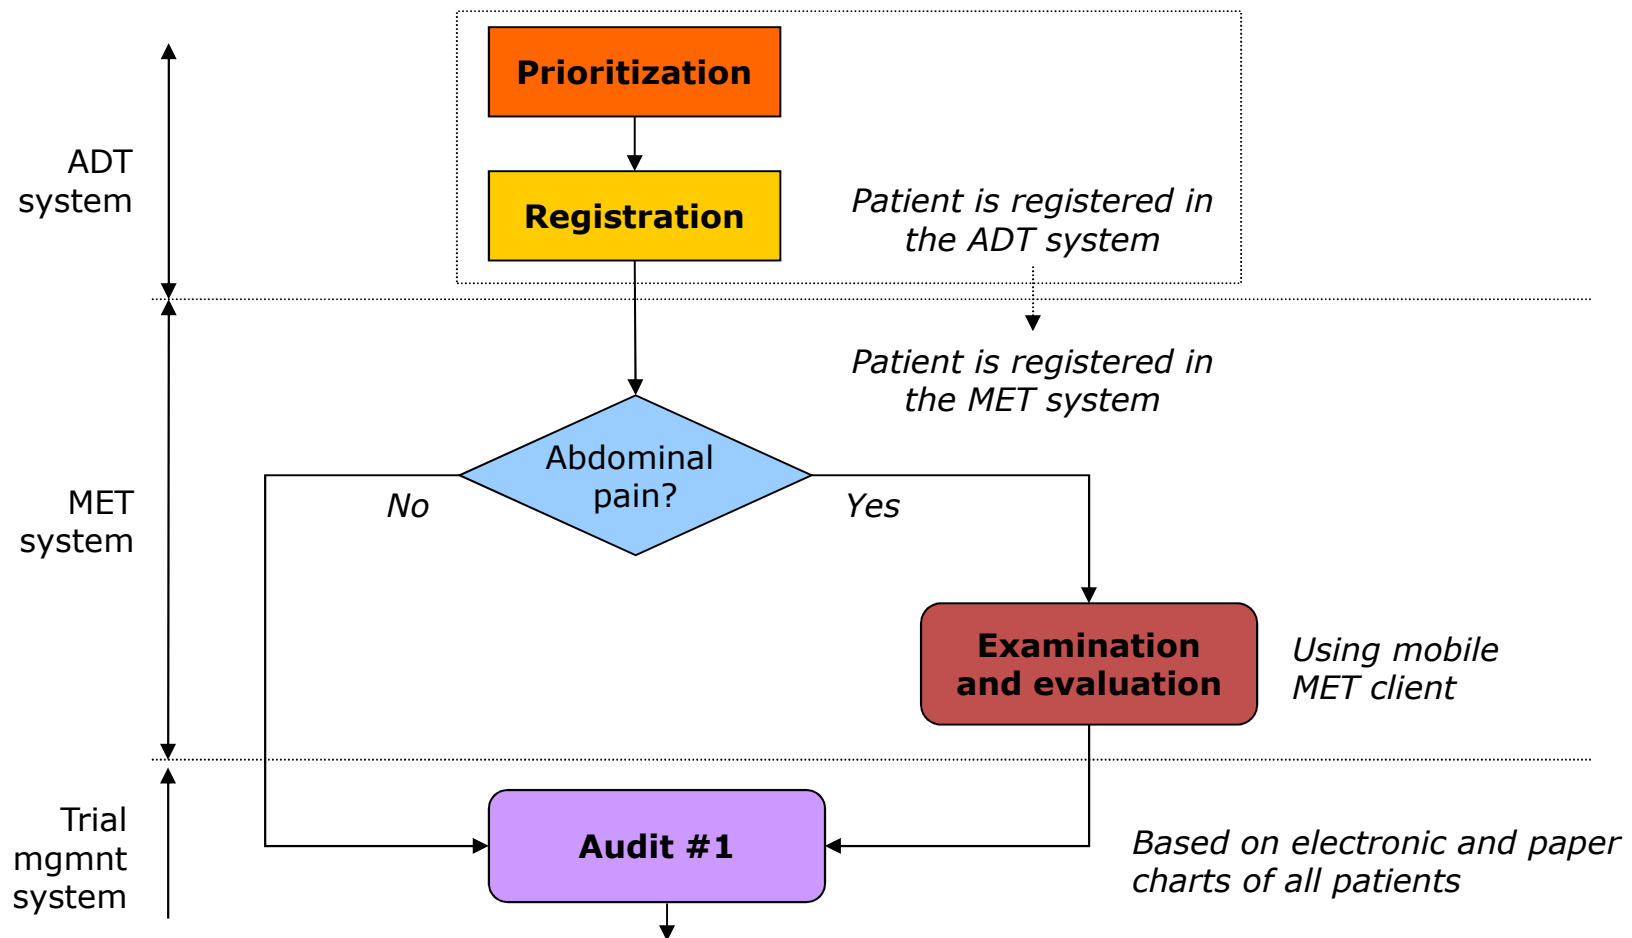 Prioritization
ADT
system
Registration
Patient is registered in
the ADT system
Patient is registered in
the MET system
Abdominal
pain?
No
Yes
MET
system
Examination
and evaluation
Using mobile
MET client
Trial
mgmnt
system
Audit #1
Based on electronic and paper
charts of all patients